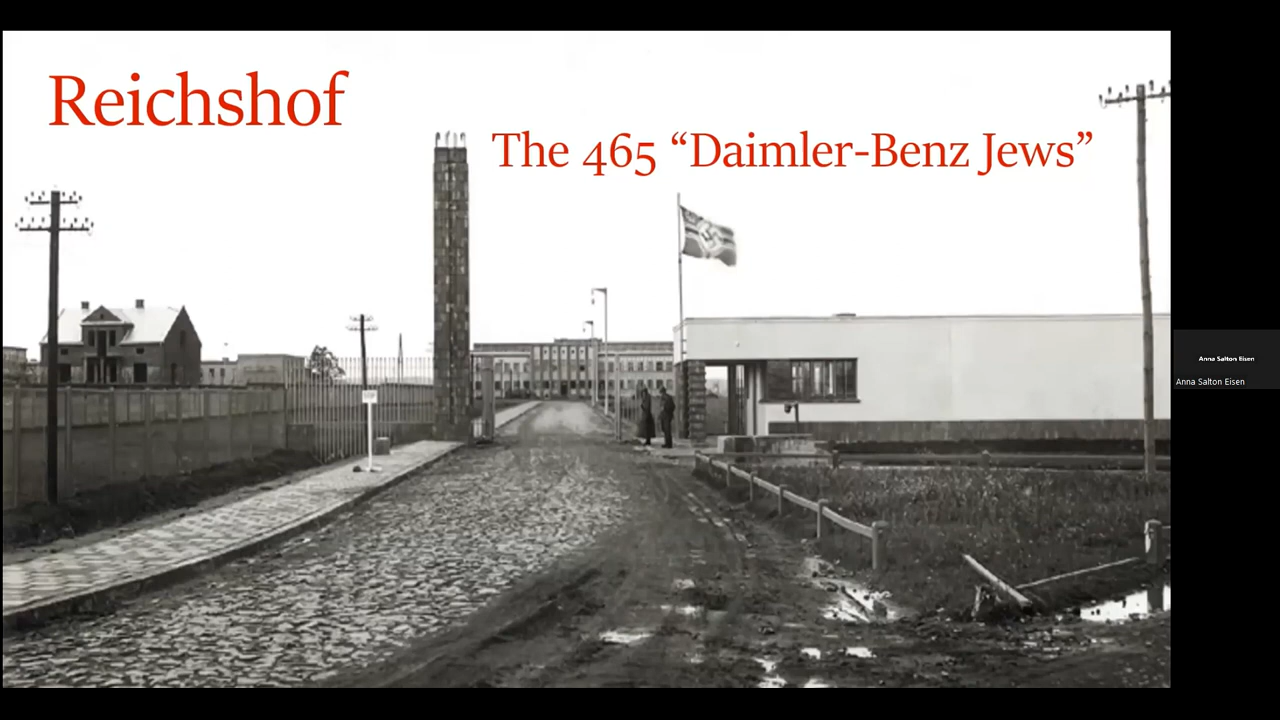 Reichshof
The 465 “Daimler-Benz Jews”
Anna Salton Eisen
Anna Salton Eisen